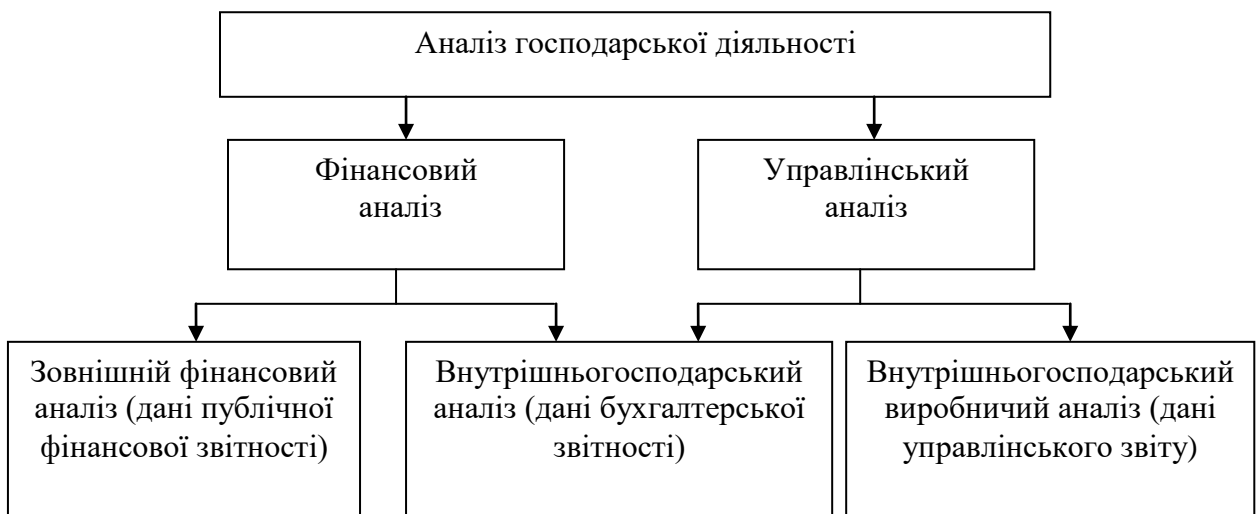 Аналіз господарської діяльності
Фінансовий
аналіз
Управлінський
аналіз
Зовнішній фінансовий
аналіз (дані публічної
фінансової звітності)
Внутрішньогосподарський
аналіз (дані бухгалтерської
звітності)
Внутрішньогосподарський
виробничий аналіз (дані
управлінського звіту)